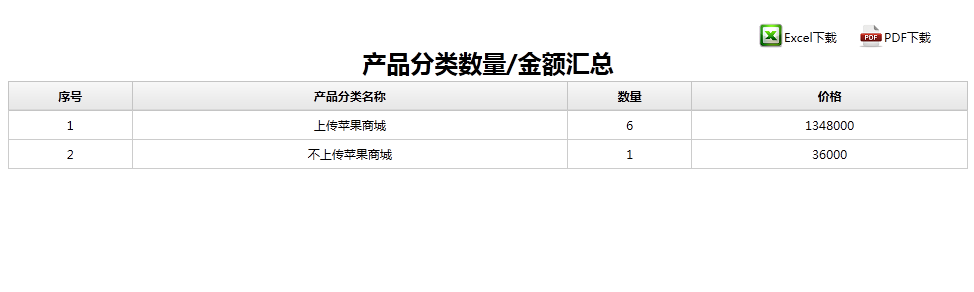 Excel下载 PDF下载
产品分类数量/金额汇总
序号 产品分类名称 数量 价格
1 上传苹果商城 6 1348000
2 不上传苹果商城 1 36000